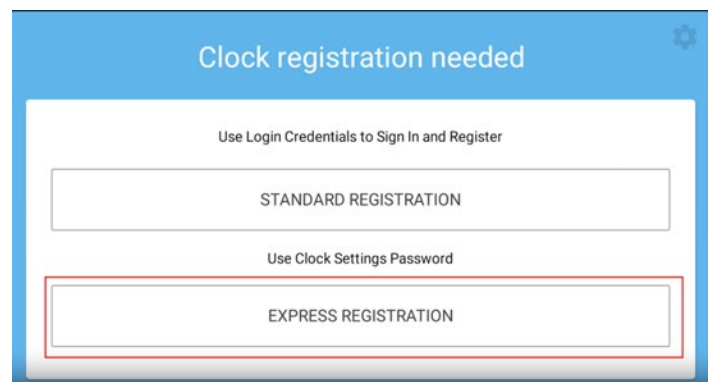 Clock registration needed
Use Login Credentials to Sign In and Register
STANDARD REGISTRATION
Use Clock Settings Password
EXPRESS REGISTRATION